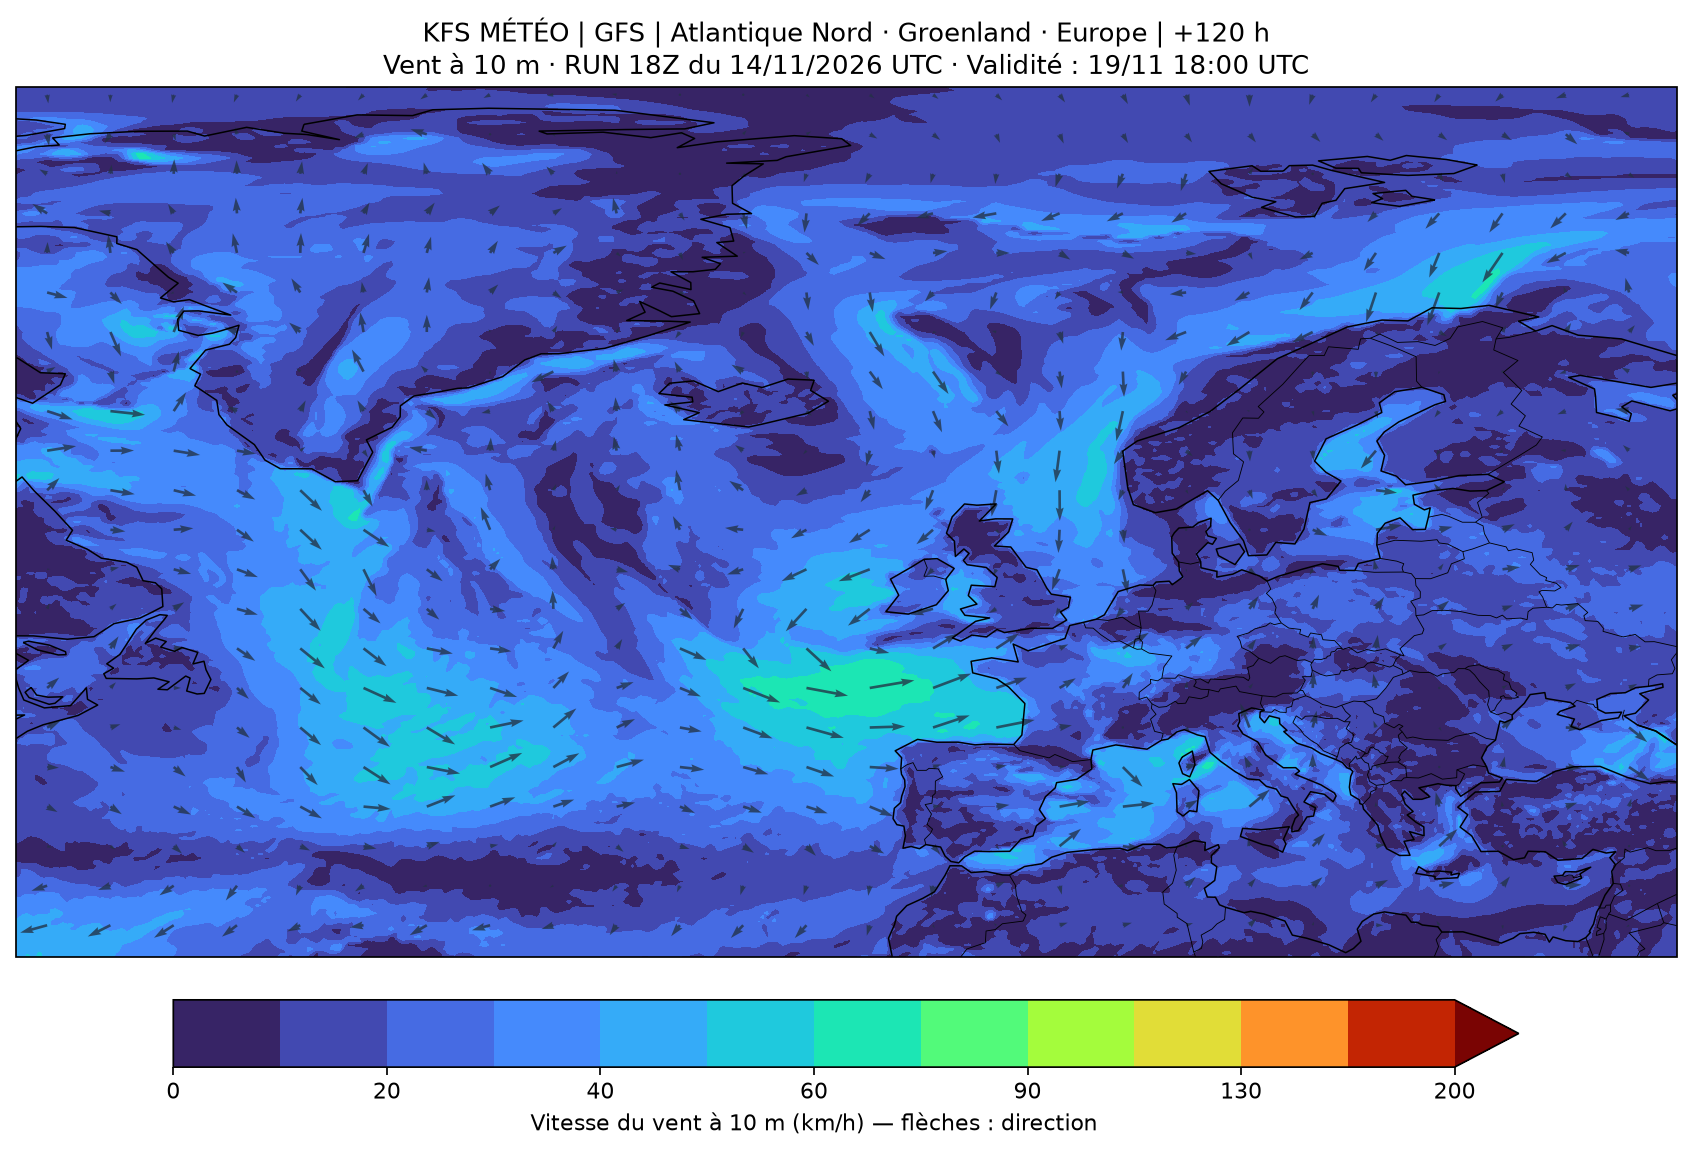 KFS MÉTÉO | GFS | Atlantique Nord · Groenland · Europe | +120 h
Vent à 10 m · RUN 18Z du 14/11/2026 UTC · Validité : 19/11 18:00 UTC
0 20 40 60 90 130 200
Vitesse du vent à 10 m (km/h) — flèches : direction